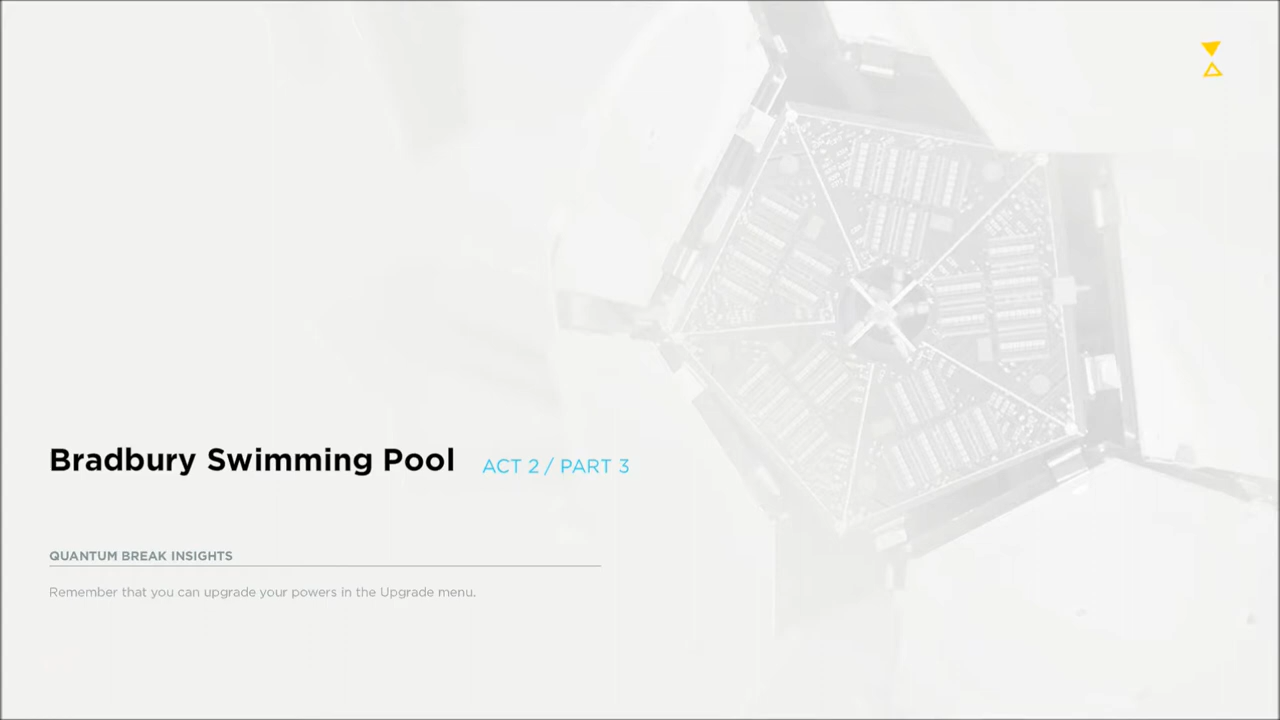 Bradbury Swimming Pool ACT 2 / PART 3
QUANTUM BREAK INSIGHTS
Remember that you can upgrade your powers in the Upgrade menu.